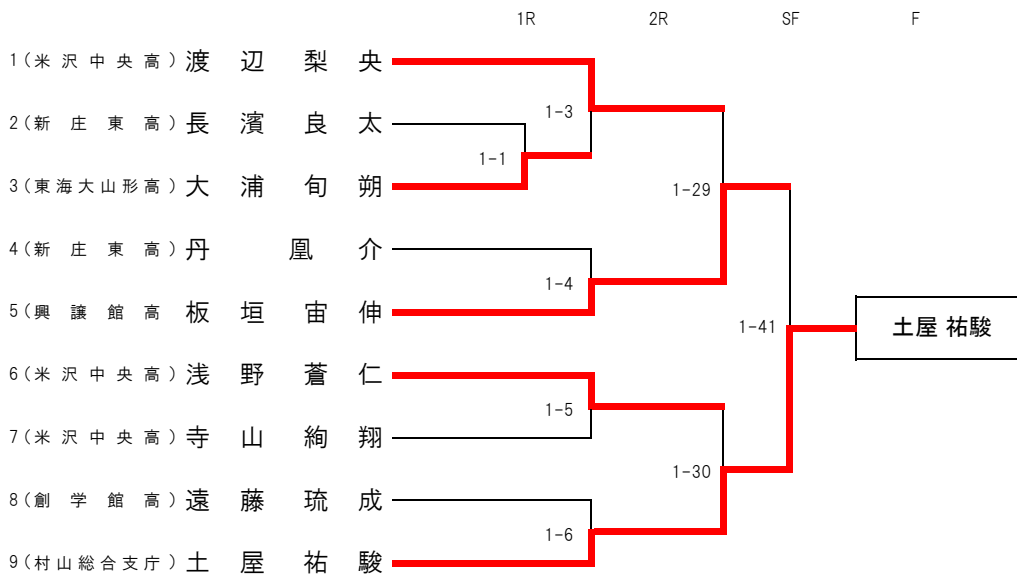 1R 2R SF F
1(米沢中央高)渡辺梨央
1-3
2(新庄東高)長濱良太
1-1
3(東海大山形高)大浦旬朔
1-29
4(新庄東高)丹凰介
1-4
5(興譲館高 板垣宙伸
1-41
土屋 祐駿
6(米沢中央高)浅野蒼仁
1-5
7(米沢中央高)寺山絢翔
1-30
8(創学館高)遠藤琉成
1-6
9(村山総合支庁)土屋祐駿